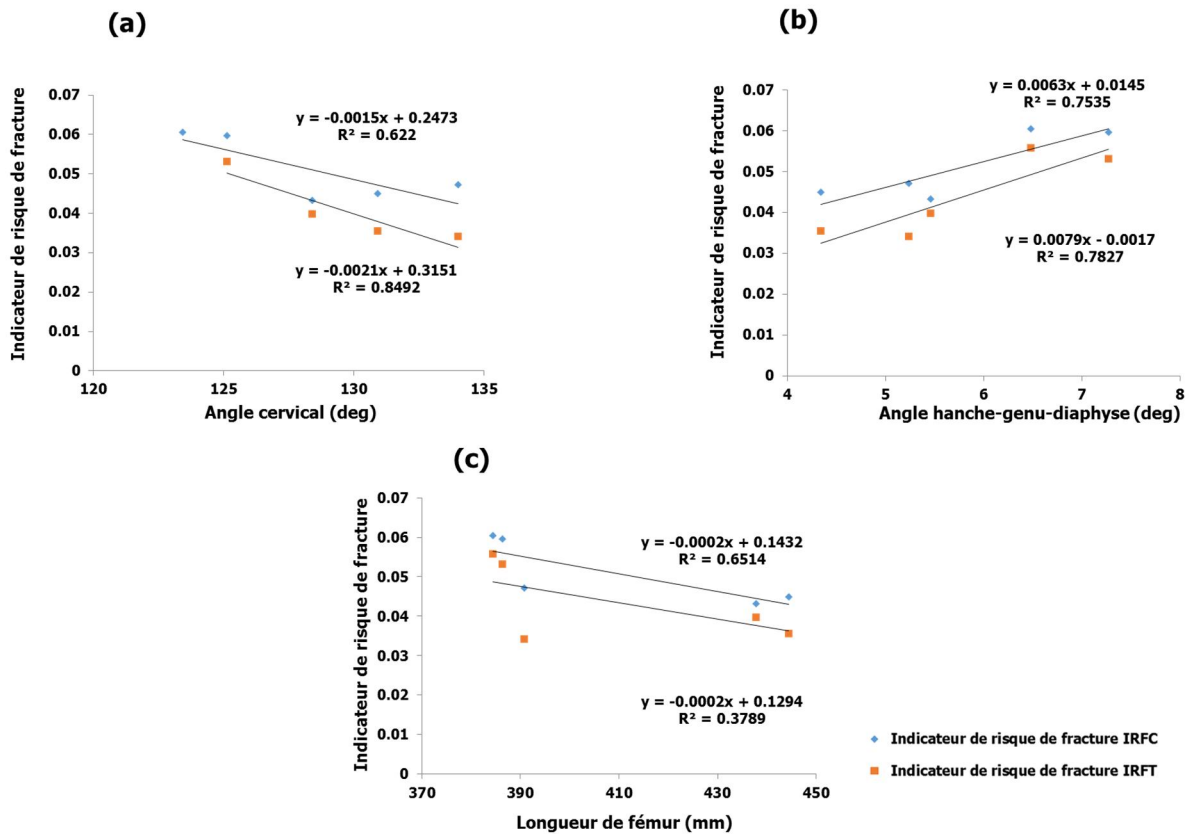 (a)
Indicateur de risque de fracture
0.07
0.06
0.05
0.04
0.03
0.02
0.01
0
y = -0.0015x + 0.2473
R² = 0.622
y = -0.0021x + 0.3151
R² = 0.8492
120
125
130
135
Angle cervical (deg)
(b)
Indicateur de risque de fracture
0.07
0.06
0.05
0.04
0.03
0.02
0.01
0
y = 0.0063x + 0.0145
R² = 0.7535
y = 0.0079x - 0.0017
R² = 0.7827
4
5
6
7
8
Angle hanche-genu-diaphyse (deg)
(c)
Indicateur de risque de fracture
0.07
0.06
0.05
0.04
0.03
0.02
0.01
0
y = -0.0002x + 0.1432
R² = 0.6514
y = -0.0002x + 0.1294
R² = 0.3789
370
390
410
430
450
Longueur de fémur (mm)
Indicateur de risque de fracture IRFC
Indicateur de risque de fracture IRFT